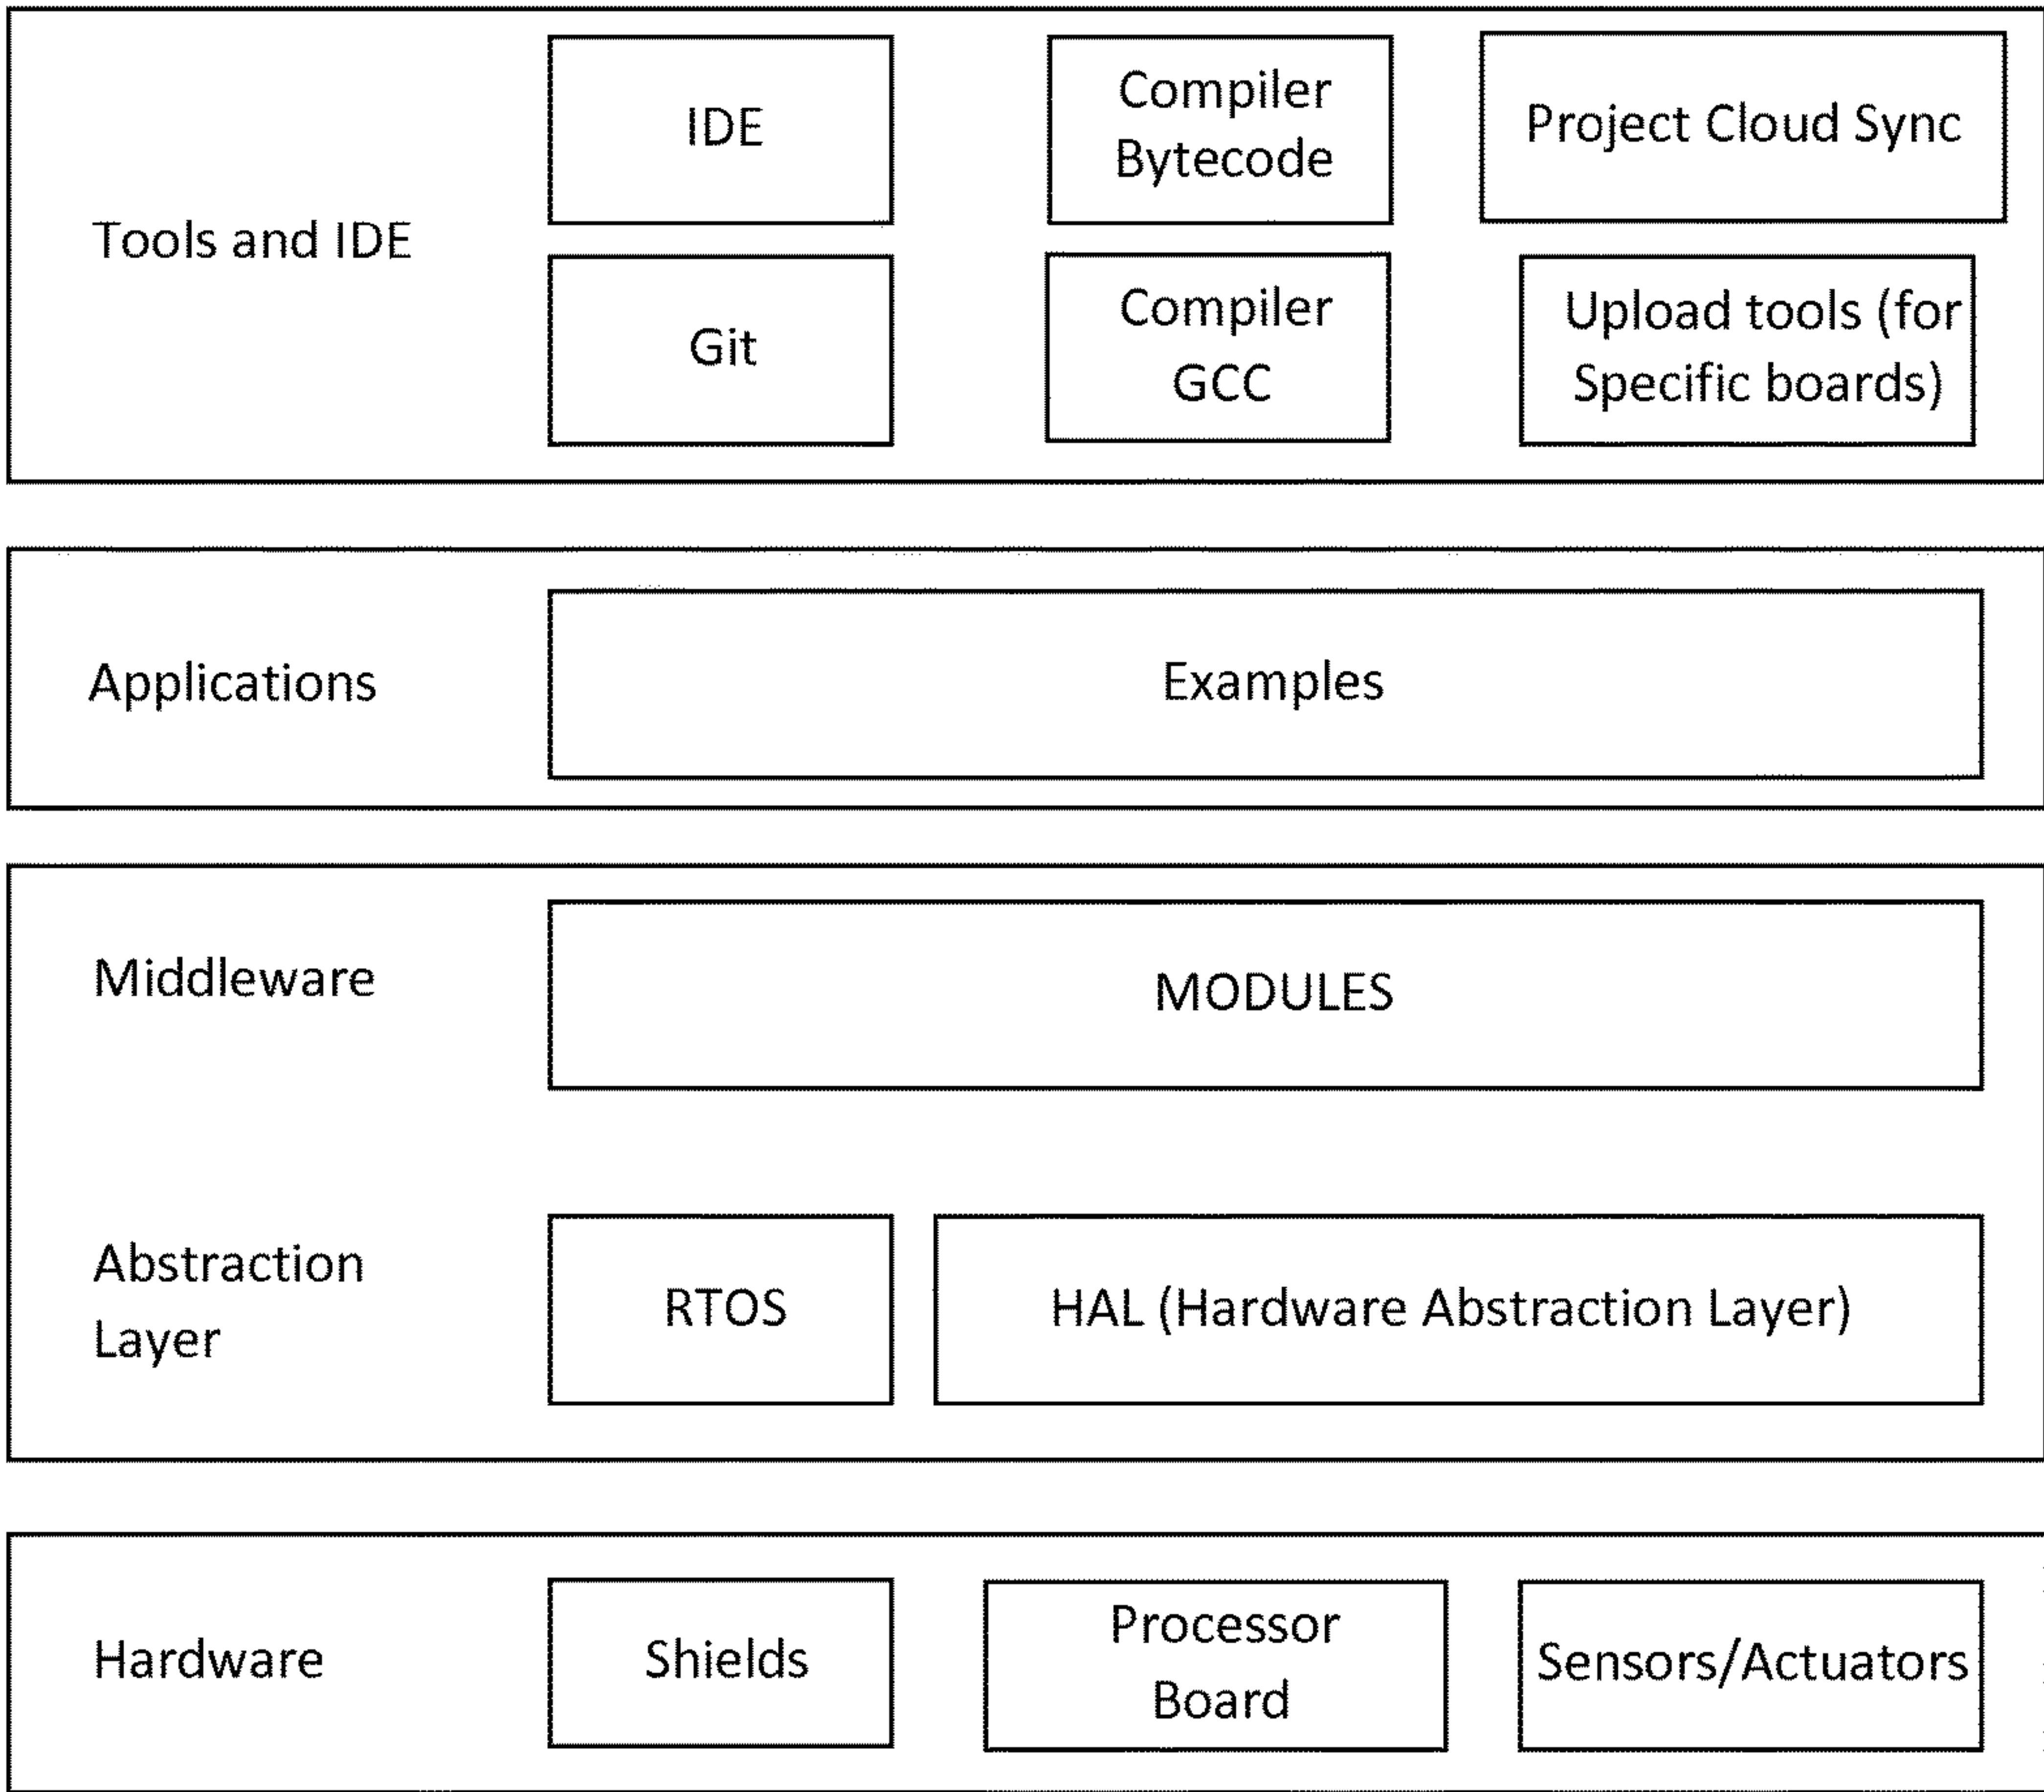 Tools and IDE
IDE
Compiler
Bytecode
Project Cloud Sync
Git
Compiler
GCC
Upload tools (for
Specific boards)
Applications
Examples
Middleware
MODULES
Abstraction
Layer
RTOS
HAL (Hardware Abstraction Layer)
Hardware
Shields
Processor
Board
Sensors/Actuators